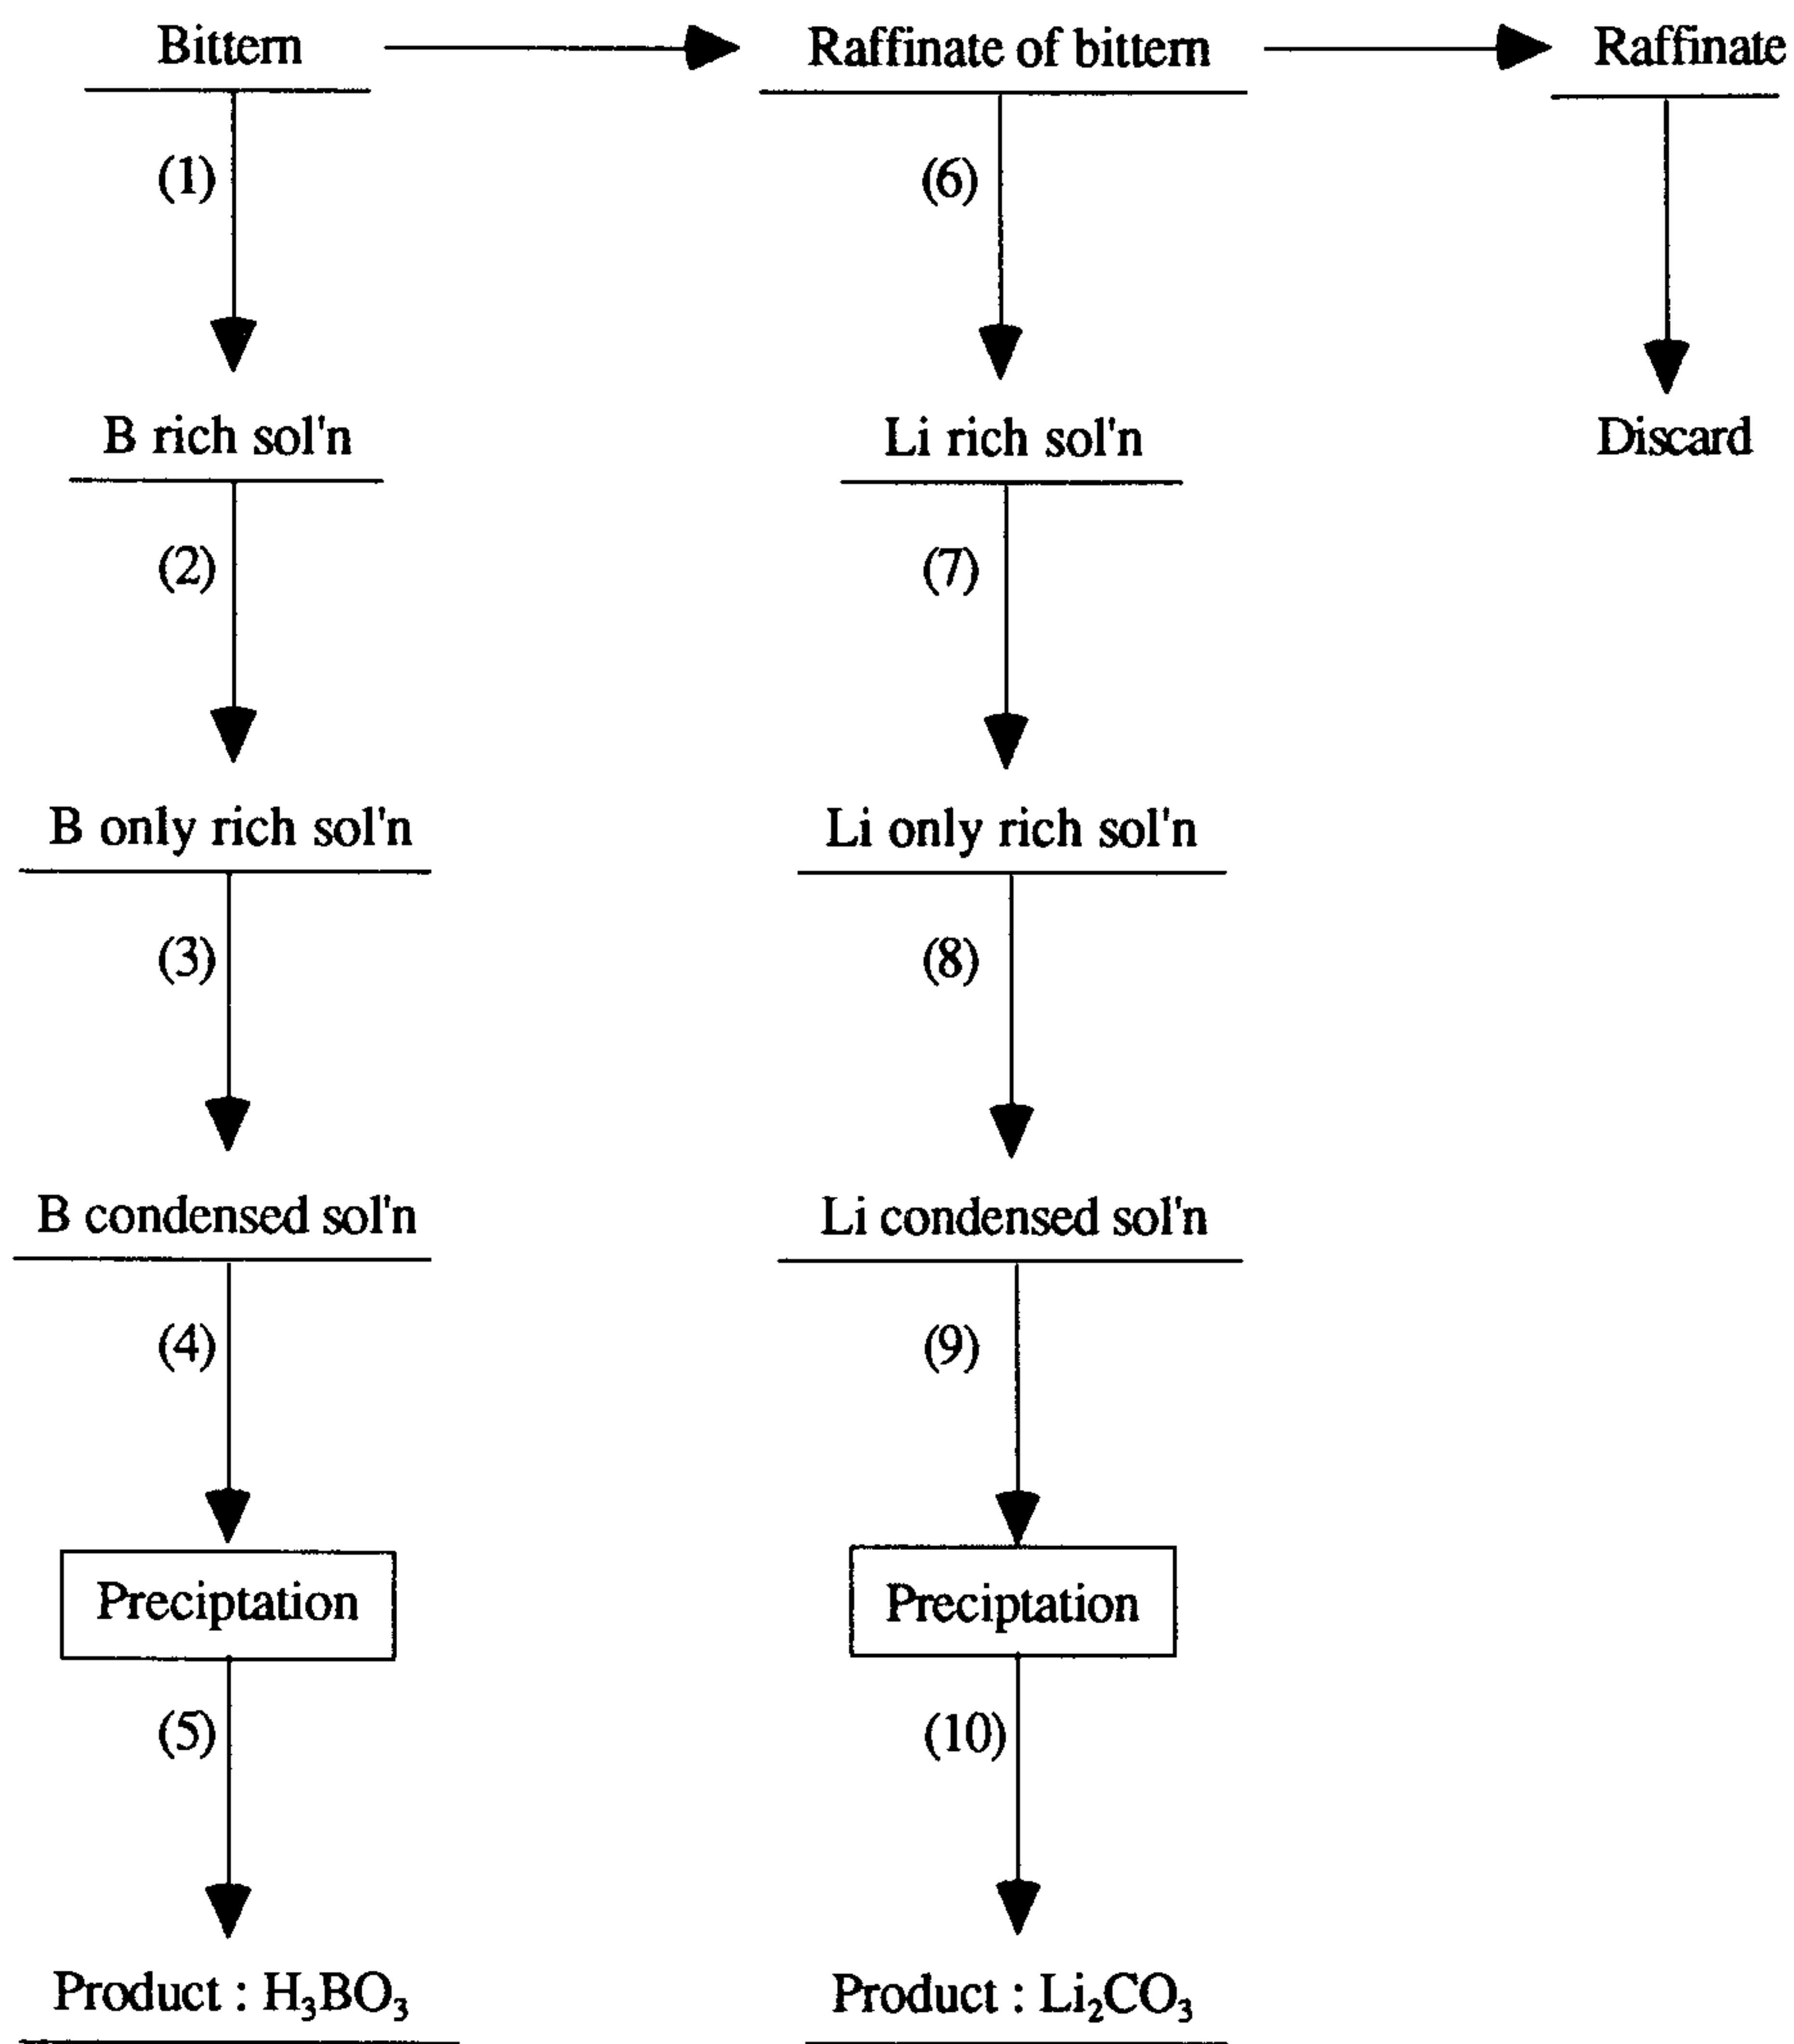 Bittern
Raffinate of bittern
Raffinate
(1)
(6)
B rich sol'n
Li rich sol'n
Discard
(2)
(7)
B only rich sol'n
Li only rich sol'n
(3)
(8)
B condensed sol'n
Li condensed sol'n
(4)
(9)
Preciptation
Preciptation
(5)
(10)
Product : H₃BO₃
Product : Li₂CO₃